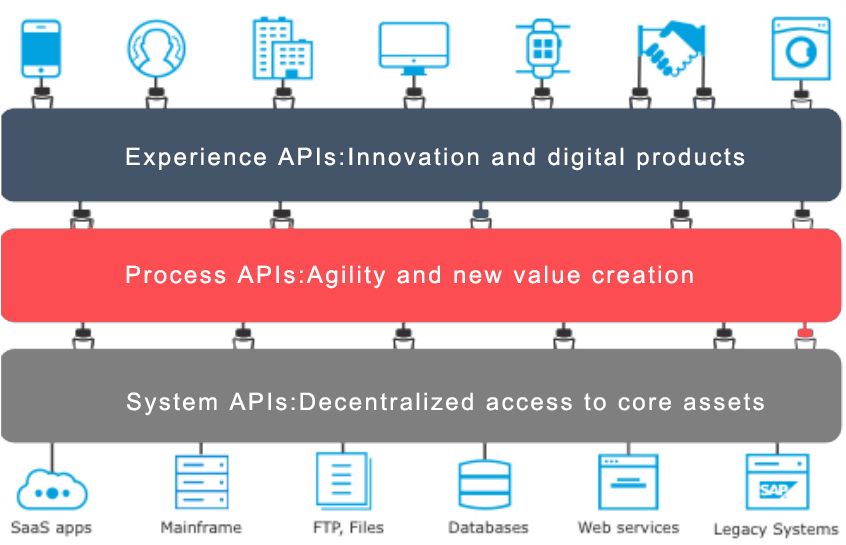 Experience APIs:Innovation and digital products
Process APIs:Agility and new value creation
System APIs:Decentralized access to core assets
SAP
SaaS apps
Mainframe
FTP, Files
Databases
Web services
Legacy Systems